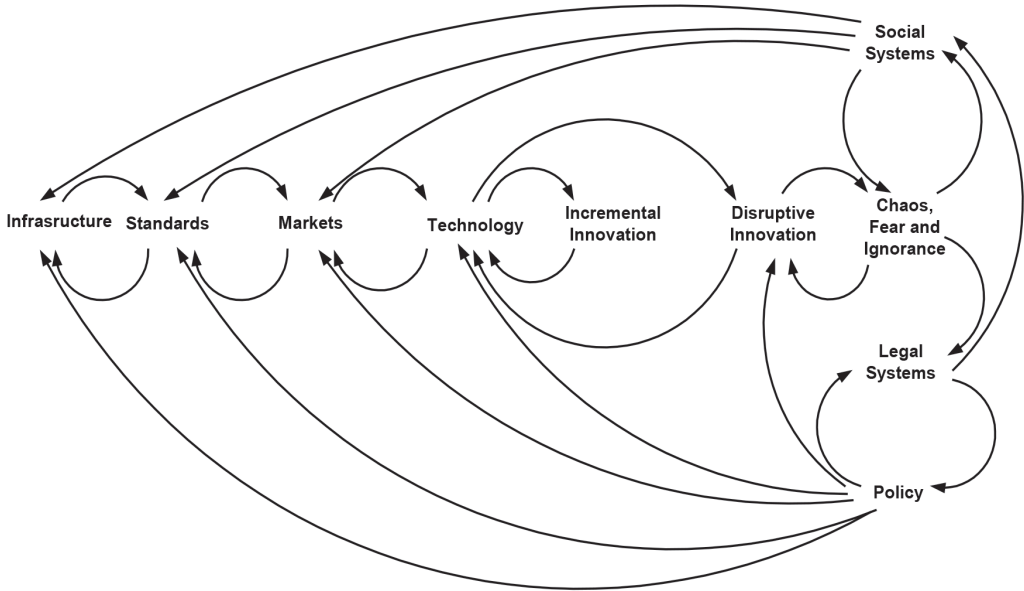 Social
Systems
Infrasructure
Standards
Markets
Technology
Incremental
Innovation
Disruptive
Innovation
Chaos,
Fear and
Ignorance
Legal
Systems
Policy